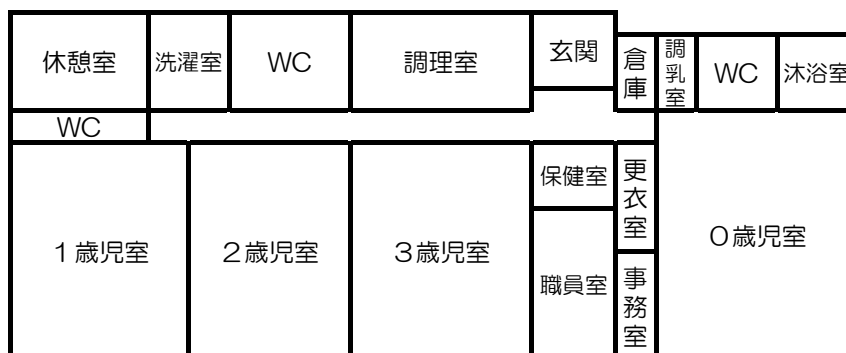 休憩室
洗濯室
WC
調理室
玄関
倉庫
調乳室
WC
沐浴室
WC
1歳児室
2歳児室
3歳児室
保健室
職員室
更衣室
事務室
0歳児室